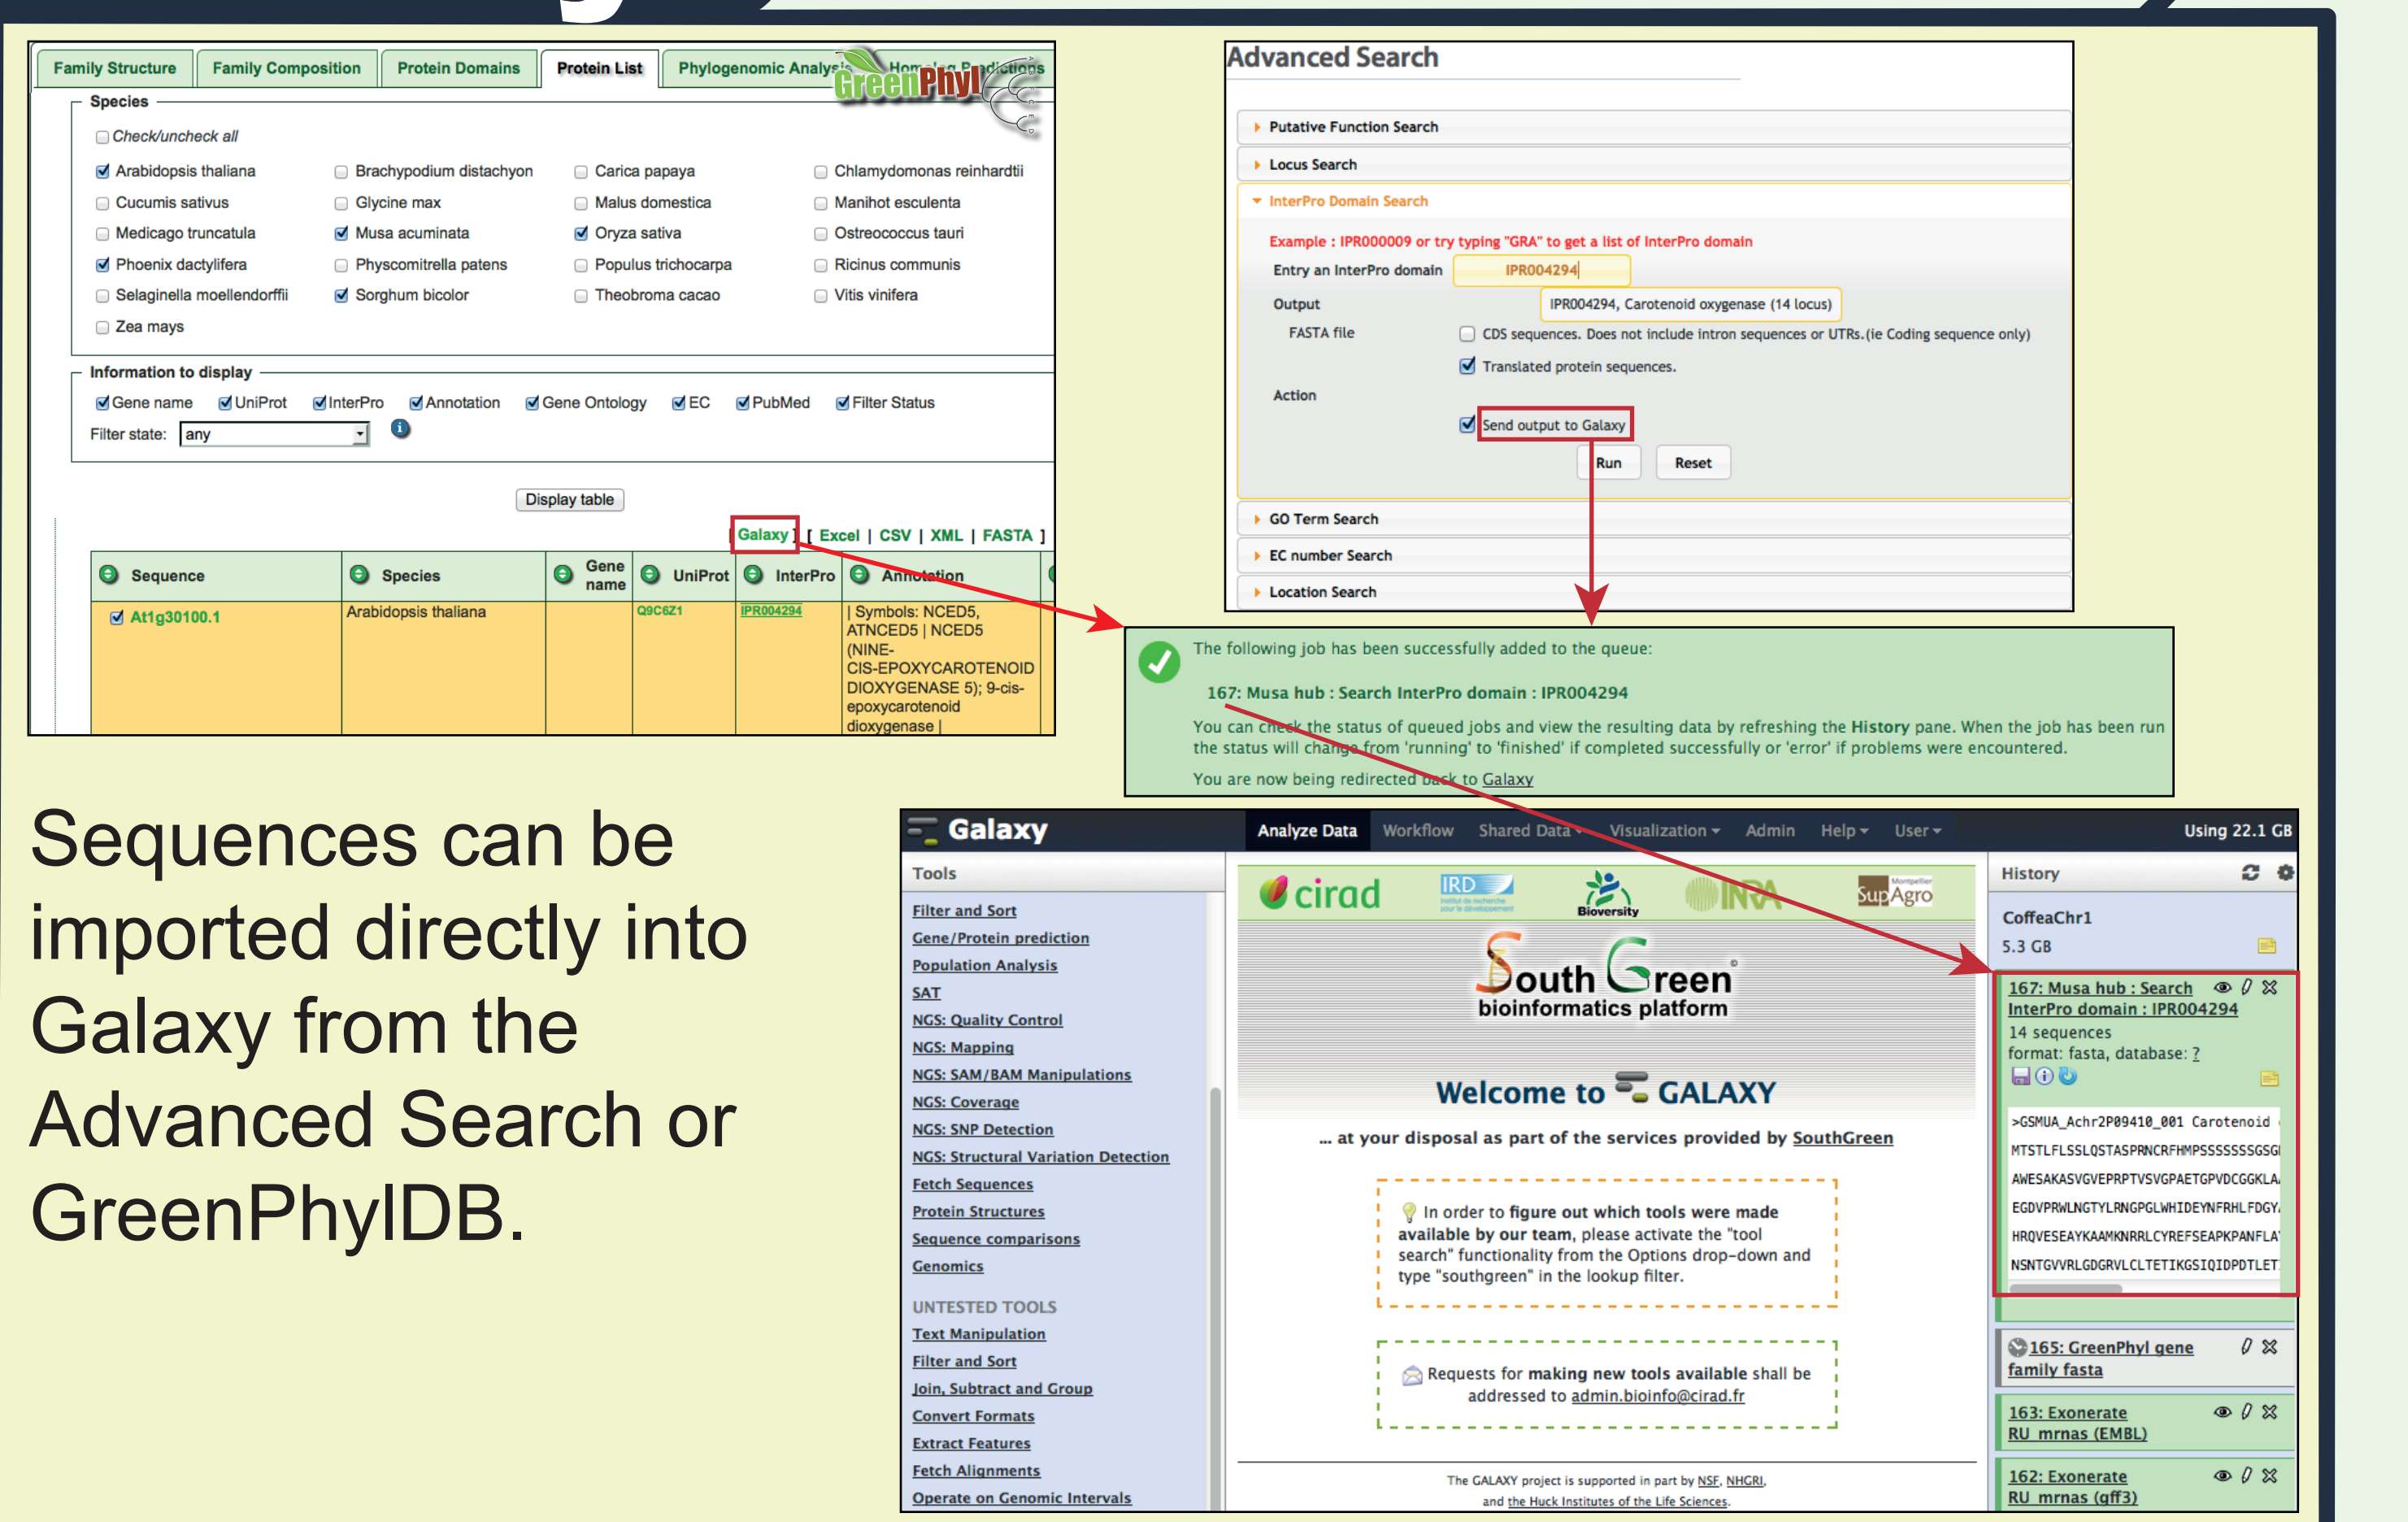 Family Structure
Family Composition
Protein Domains
Protein List
Phylogenomic Analysis
Homolog Predictions
GreenPhyl
Species
Check/uncheck all
Arabidopsis thaliana
Brachypodium distachyon
Carica papaya
Chlamydomonas reinhardtii
Cucumis sativus
Glycine max
Malus domestica
Manihot esculenta
Medicago truncatula
Musa acuminata
Oryza sativa
Ostreococcus tauri
Phoenix dactylifera
Physcomitrella patens
Populus trichocarpa
Ricinus communis
Selaginella moellendorffii
Sorghum bicolor
Theobroma cacao
Vitis vinifera
Zea mays
Information to display
Gene name UniProt InterPro Annotation Gene Ontology EC PubMed Filter Status
Filter state: any
Display table
[ Galaxy ] [ Excel | CSV | XML | FASTA ]
Sequence
Species
Gene
name
UniProt
InterPro
Annotation
At1g30100.1
Arabidopsis thaliana
Q9C6Z1
IPR004294
| Symbols: NCED5,
ATNCED5 | NCED5
(NINE-
CIS-EPOXYCAROTENOID
DIOXYGENASE 5); 9-cis-
epoxycarotenoid
dioxygenase |
Advanced Search
Putative Function Search
Locus Search
InterPro Domain Search
Example : IPR000009 or try typing "GRA" to get a list of InterPro domain
Entry an InterPro domain IPR004294
Output
IPR004294, Carotenoid oxygenase (14 locus)
FASTA file
CDS sequences. Does not include intron sequences or UTRs.(ie Coding sequence only)
Translated protein sequences.
Action
Send output to Galaxy
Run Reset
GO Term Search
EC number Search
Location Search
The following job has been successfully added to the queue:
167: Musa hub : Search InterPro domain : IPR004294
You can check the status of queued jobs and view the resulting data by refreshing the History pane. When the job has been run
the status will change from 'running' to 'finished' if completed successfully or 'error' if problems were encountered.
You are now being redirected back to Galaxy
Sequences can be
imported directly into
Galaxy from the
Advanced Search or
GreenPhylDB.
Galaxy
Analyze Data Workflow Shared Data Visualization Admin Help User
Using 22.1 GB
Tools
Filter and Sort
Gene/Protein prediction
Population Analysis
SAT
NGS: Quality Control
NGS: Mapping
NGS: SAM/BAM Manipulations
NGS: Coverage
NGS: SNP Detection
NGS: Structural Variation Detection
Fetch Sequences
Protein Structures
Sequence comparisons
Genomics
UNTESTED TOOLS
Text Manipulation
Filter and Sort
Join, Subtract and Group
Convert Formats
Extract Features
Fetch Alignments
Operate on Genomic Intervals
cirad
IRD
Institut de recherche
pour le développement
Bioversity
INRA
Montpellier
SupAgro
South Green
bioinformatics platform
Welcome to GALAXY
... at your disposal as part of the services provided by SouthGreen
In order to figure out which tools were made
available by our team, please activate the "tool
search" functionality from the Options drop-down and
type "southgreen" in the lookup filter.
Requests for making new tools available shall be
addressed to admin.bioinfo@cirad.fr
The GALAXY project is supported in part by NSF, NHGRI,
and the Huck Institutes of the Life Sciences.
History
CoffeaChr1
5.3 GB
167: Musa hub : Search
InterPro domain : IPR004294
14 sequences
format: fasta, database: ?
>GSMUA_Achr2P09410_001 Carotenoid
MTSTLFLSSLQSTASPRNCRFHMPSSSSSSSGSG
AWESAKASVGVEPRPTVSVGPAETGPVDCGGKLA
EGDVPRWLNGTYLRNGPGLWHIDEYNFRHLFDGY
HRQVESEAYKAAMKNRRLCYREFSEAPKPANFLA
NSNTGVVRLGDGRVLCLTETIKGSIQIDPDTLET
165: GreenPhyl gene
family fasta
163: Exonerate
RU_mrnas (EMBL)
162: Exonerate
RU_mrnas (gff3)